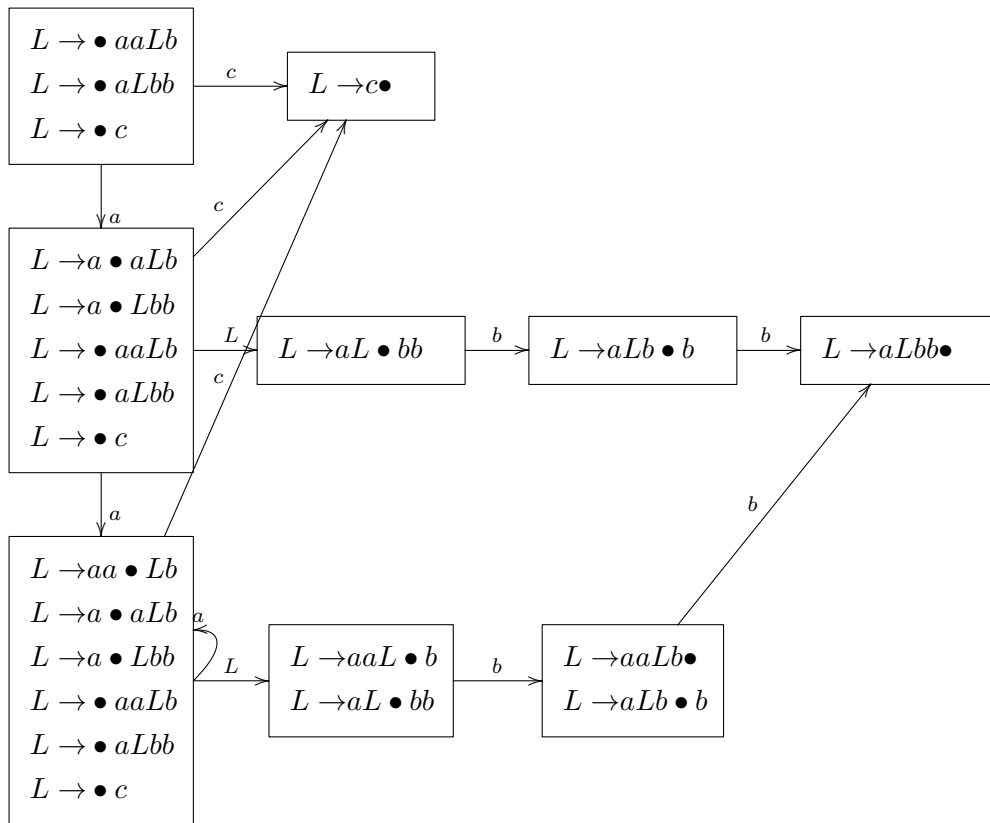 L → • aaLb
L → • aLbb
L → • c
c
L →c•
a
c
L →a • aLb
L →a • Lbb
L → • aaLb
L → • aLbb
L → • c
L
L →aL • bb
b
L →aLb • b
b
L →aLbb•
c
a
b
L →aa • Lb
L →a • aLb
L →a • Lbb
L → • aaLb
L → • aLbb
L → • c
a
L
L →aaL • b
L →aL • bb
b
L →aaLb•
L →aLb • b